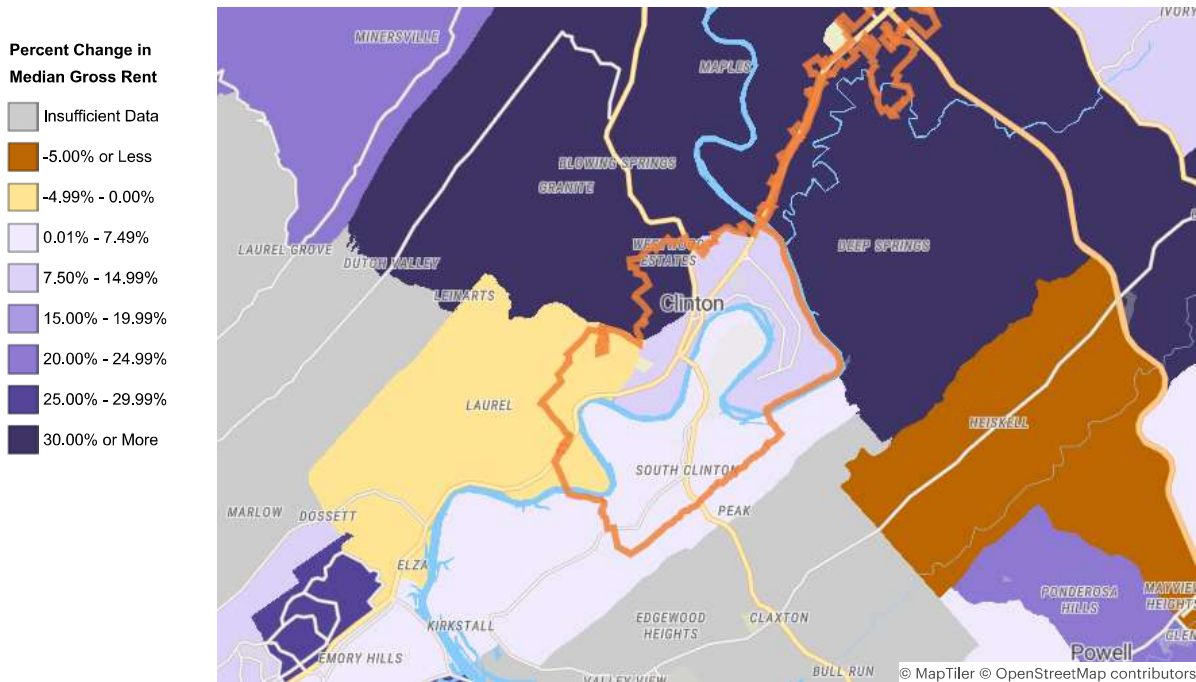 Percent Change in
Median Gross Rent
Insufficient Data
-5.00% or Less
-4.99% - 0.00%
0.01% - 7.49%
7.50% - 14.99%
15.00% - 19.99%
20.00% - 24.99%
25.00% - 29.99%
30.00% or More
IVORY
MINERSVILLE
MAPLES
BLOWING SPRINGS
GRANITE
LAUREL GROVE
DUTCH VALLEY
WESTWOOD
ESTATES
DEEP SPRINGS
LEINARTS
Clinton
LAUREL
HEISKELL
SOUTH CLINTON
MARLOW
DOSSETT
PEAK
ELZA
PONDEROSA
HILLS
EDGEWOOD
HEIGHTS
CLAXTON
KIRKSTALL
EMORY HILLS
Powell
BULL RUN
VALLEY VIEW
© MapTiler © OpenStreetMap contributors